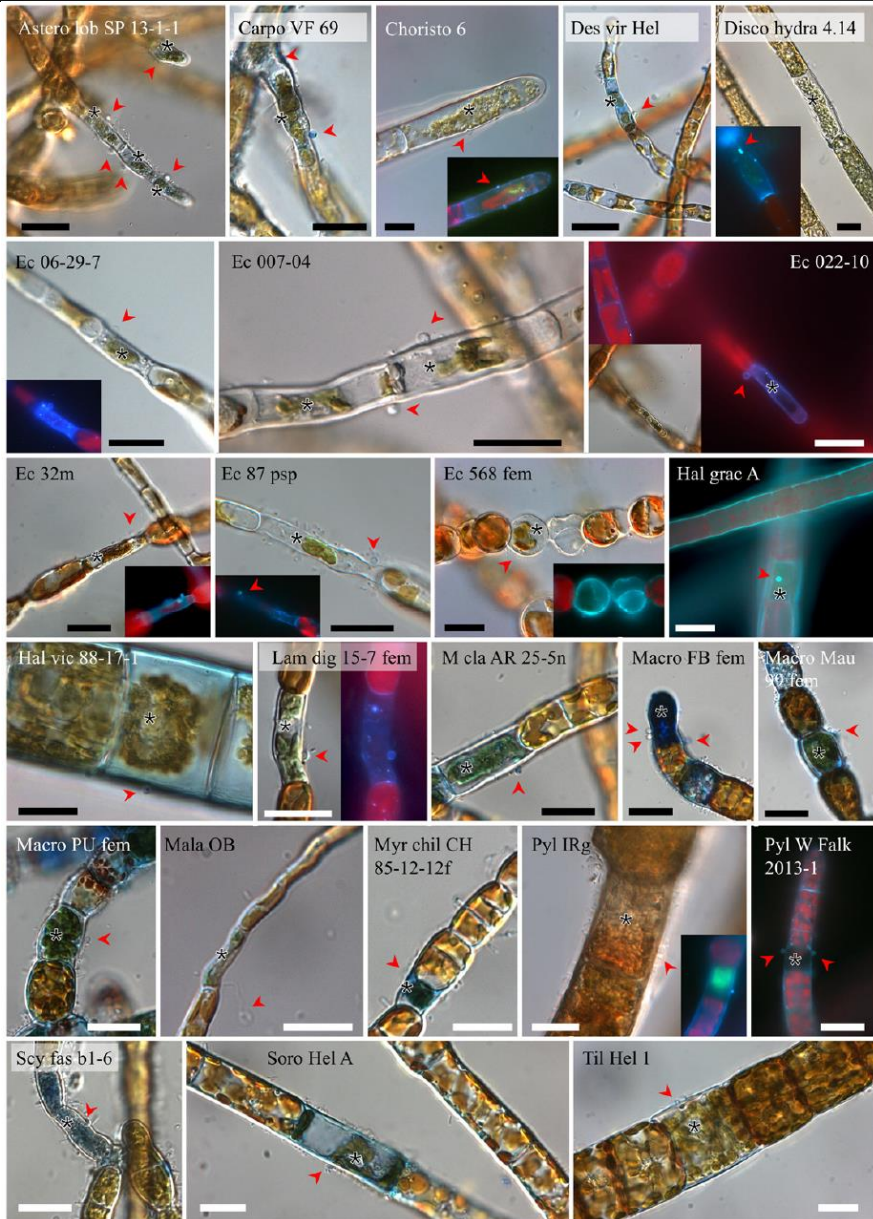 Astero lob SP 13-1-1
Carpo VF 69
Choristo 6
Des vir Hel
Disco hydra 4.14
Ec 06-29-7
Ec 007-04
Ec 022-10
Ec 32m
Ec 87 psp
Ec 568 fem
Hal grac A
Hal vic 88-17-1
Lam dig 15-7 fem
M cla AR 25-5n
Macro FB fem
Macro Mau
90 fem
Macro PU fem
Mala OB
Myr chil CH
85-12-12f
Pyl IRg
Pyl W Falk
2013-1
Scy fas b1-6
Soro Hel A
Til Hel 1